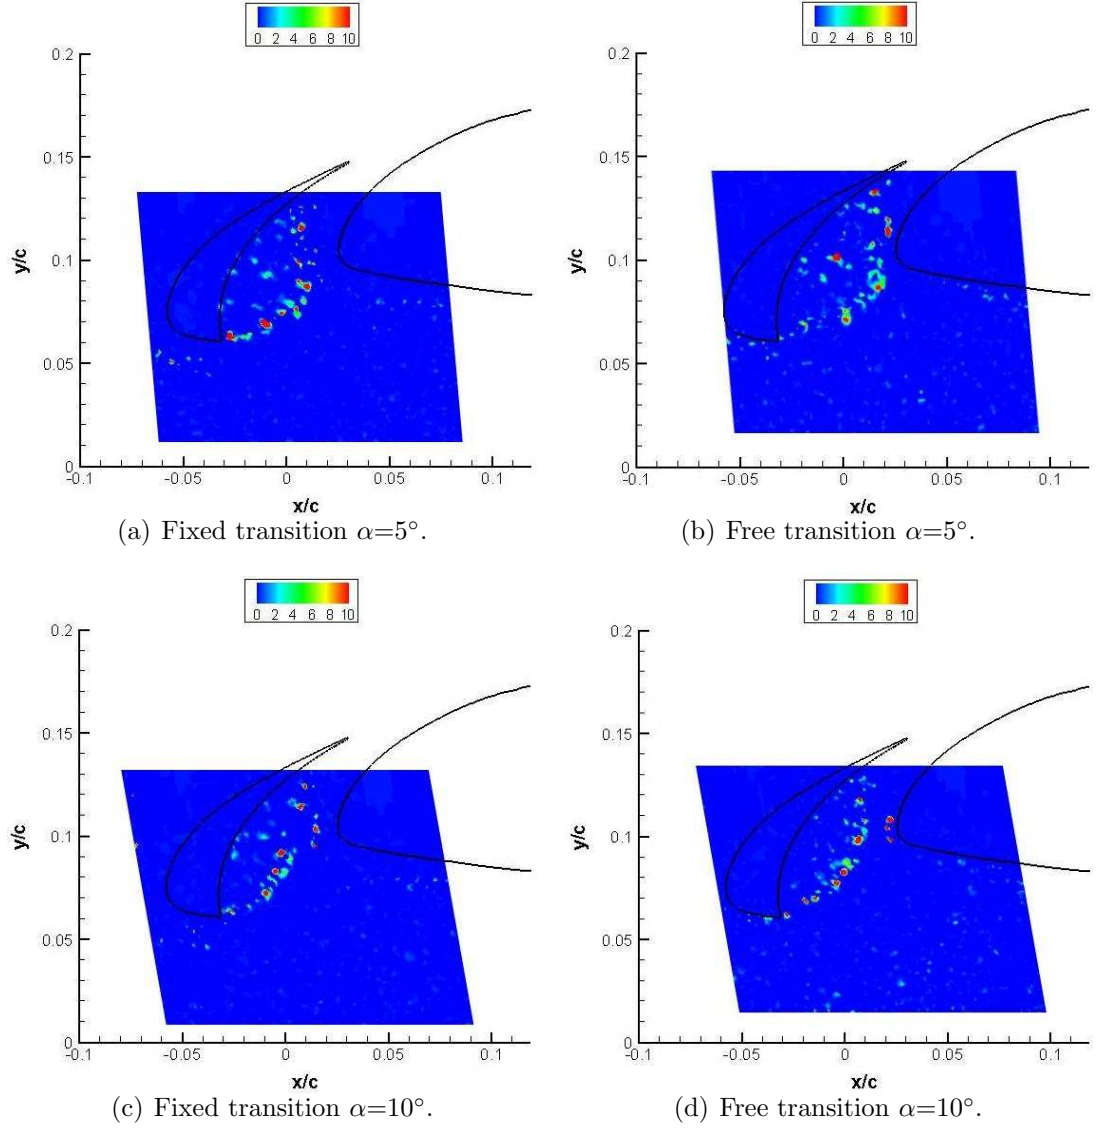 0 2 4 6 8 10
0 2 4 6 8 10
0.2
0.15
0.1
0.05
0
y/c
-0.1 -0.05 0 0.05 0.1
x/c
0.2
0.15
0.1
0.05
0
y/c
-0.1 -0.05 0 0.05 0.1
x/c
(a) Fixed transition α=5°.
(b) Free transition α=5°.
0 2 4 6 8 10
0 2 4 6 8 10
0.2
0.15
0.1
0.05
0
y/c
-0.1 -0.05 0 0.05 0.1
x/c
0.2
0.15
0.1
0.05
0
y/c
-0.1 -0.05 0 0.05 0.1
x/c
(c) Fixed transition α=10°.
(d) Free transition α=10°.